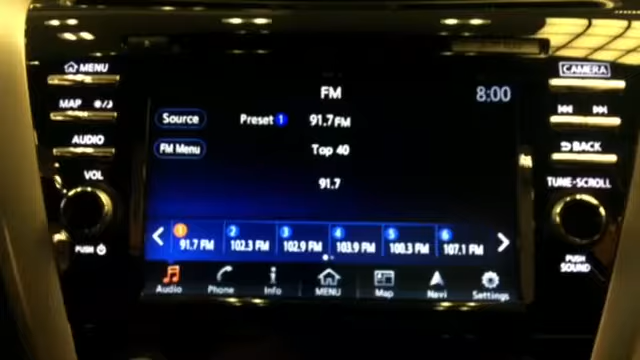 MENU
MAP
AUDIO
VOL
PUSH
FM
8:00
Source
Preset 1
91.7 FM
FM Menu
Top 40
91.7
1 91.7 FM
2 102.3 FM
3 102.9 FM
4 103.9 FM
5 100.3 FM
6 107.1 FM
Audio
Phone
Info
MENU
Map
Navi
Settings
CAMERA
BACK
TUNE·SCROLL
PUSH
SOUND